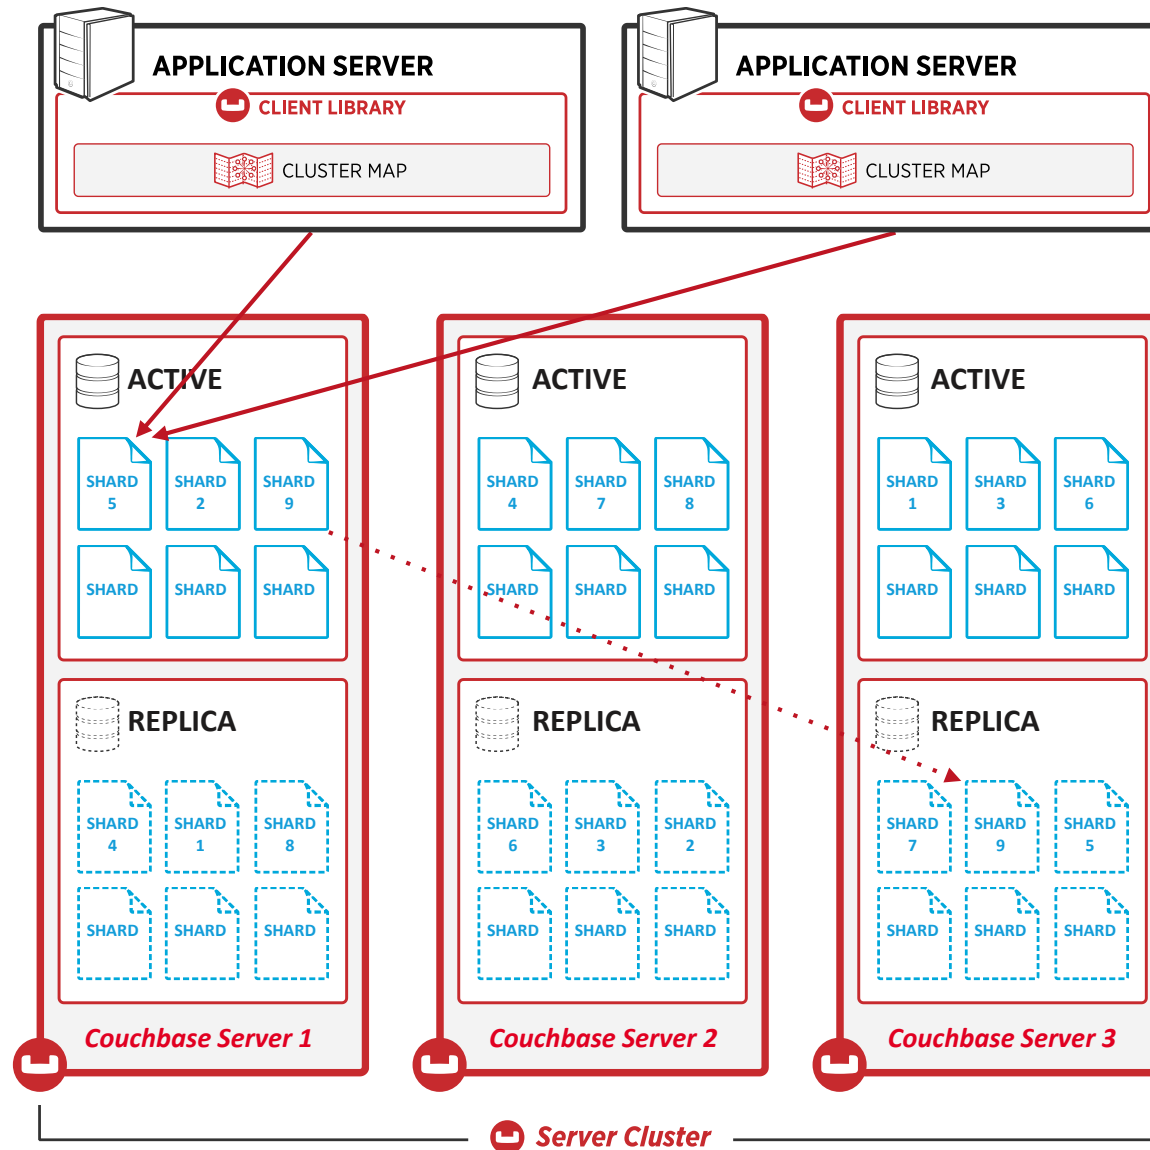 APPLICATION SERVER
CLIENT LIBRARY
CLUSTER MAP
APPLICATION SERVER
CLIENT LIBRARY
CLUSTER MAP
ACTIVE
SHARD 5
SHARD 2
SHARD 9
SHARD
SHARD
SHARD
REPLICA
SHARD 4
SHARD 1
SHARD 8
SHARD
SHARD
SHARD
Couchbase Server 1
ACTIVE
SHARD 4
SHARD 7
SHARD 8
SHARD
SHARD
SHARD
REPLICA
SHARD 6
SHARD 3
SHARD 2
SHARD
SHARD
SHARD
Couchbase Server 2
ACTIVE
SHARD 1
SHARD 3
SHARD 6
SHARD
SHARD
SHARD
REPLICA
SHARD 7
SHARD 9
SHARD 5
SHARD
SHARD
SHARD
Couchbase Server 3
Server Cluster